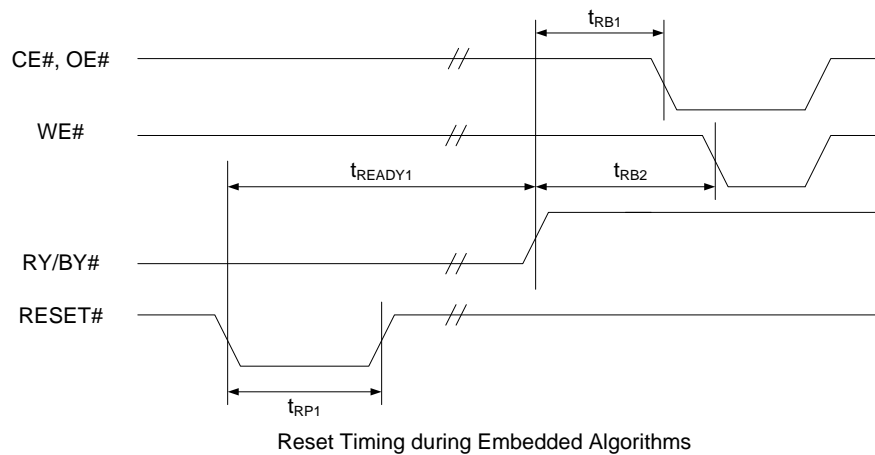 tRB1
CE#, OE#
WE#
tREADY1
tRB2
RY/BY#
RESET#
tRP1
Reset Timing during Embedded Algorithms